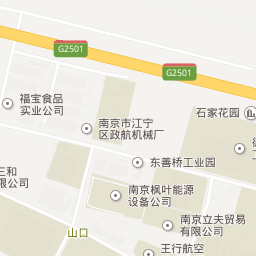 G2501
G2501
福宝食品
实业公司
石家花园
南京市江宁
区政航机械厂
东善桥工业园
三和
限公司
南京枫叶能源
设备公司
南京立夫贸易
有限公司
山口
王行航空